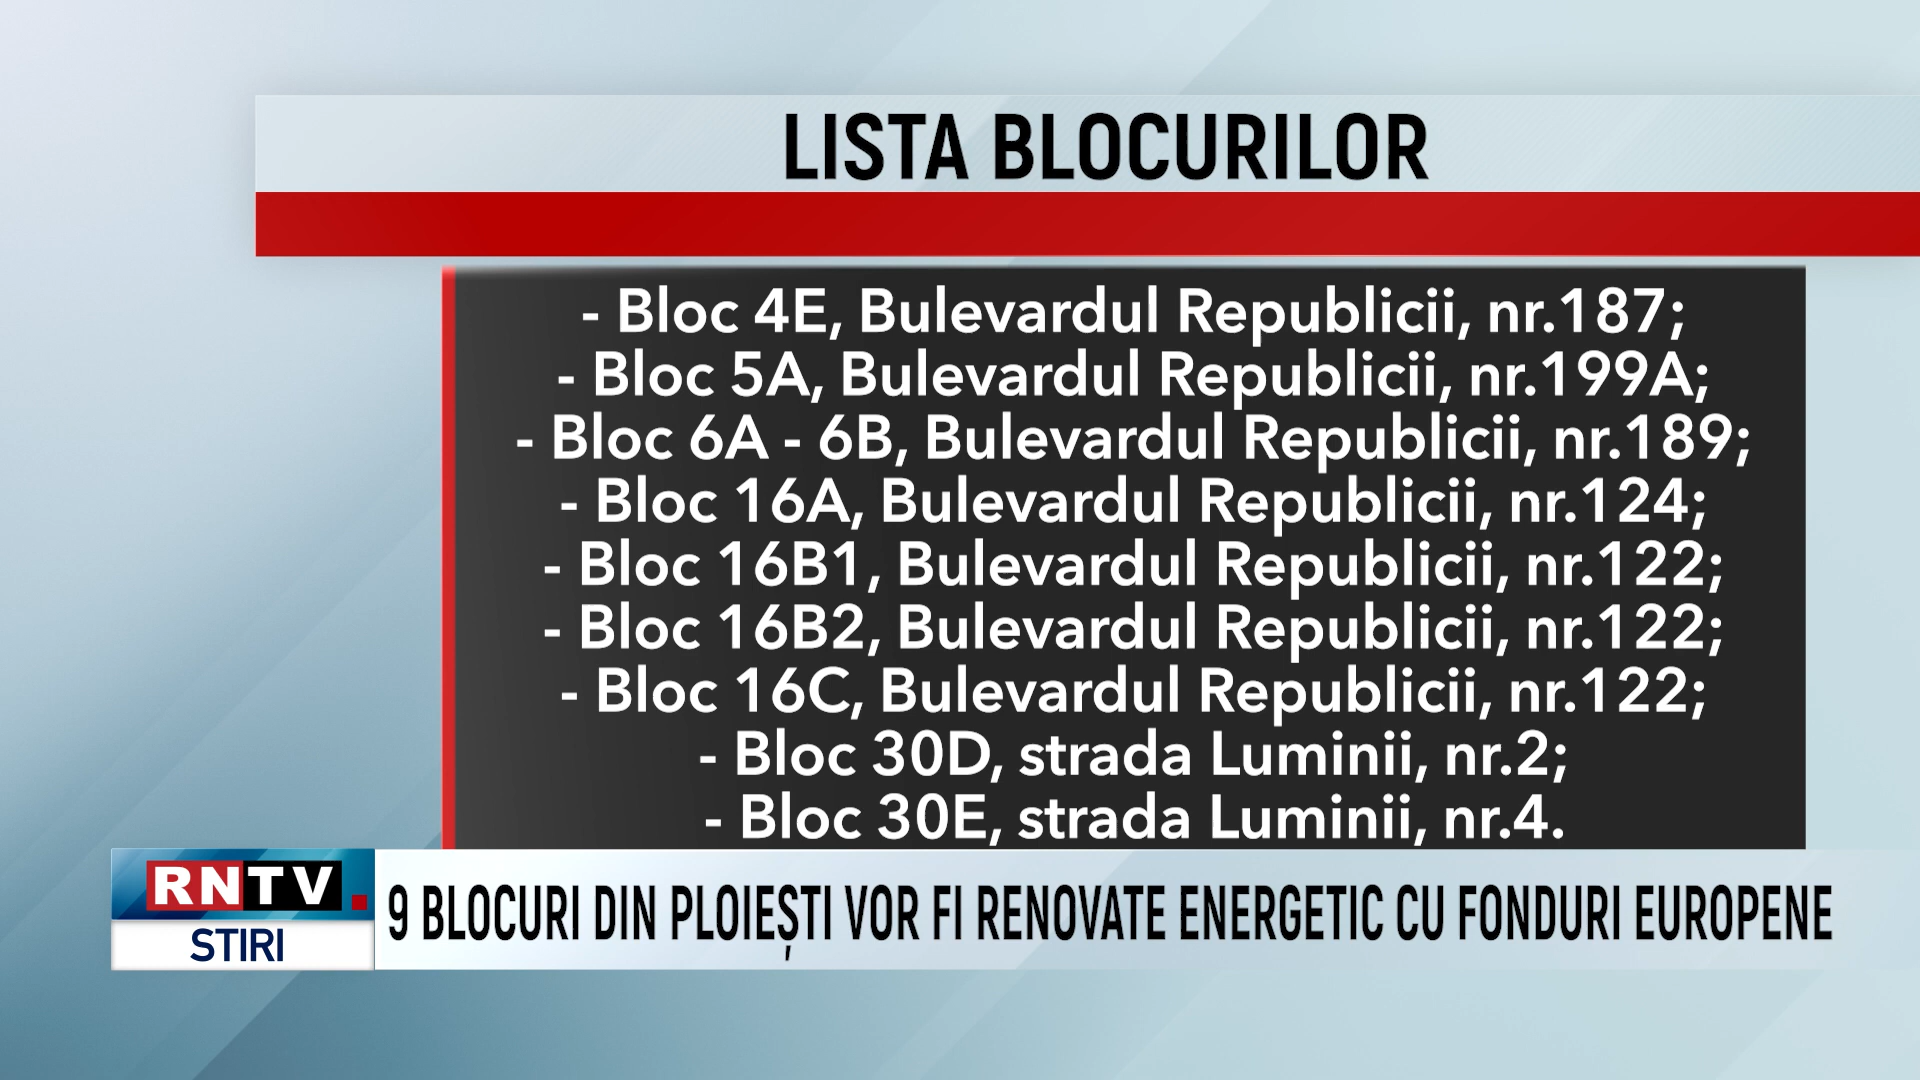 LISTA BLOCURILOR
- Bloc 4E, Bulevardul Republicii, nr.187;
- Bloc 5A, Bulevardul Republicii, nr.199A;
- Bloc 6A - 6B, Bulevardul Republicii, nr.189;
- Bloc 16A, Bulevardul Republicii, nr.124;
- Bloc 16B1, Bulevardul Republicii, nr.122;
- Bloc 16B2, Bulevardul Republicii, nr.122;
- Bloc 16C, Bulevardul Republicii, nr.122;
- Bloc 30D, strada Luminii, nr.2;
- Bloc 30E, strada Luminii, nr.4.
RNTV.
STIRI
9 BLOCURI DIN PLOIEȘTI VOR FI RENOVATE ENERGETIC CU FONDURI EUROPENE